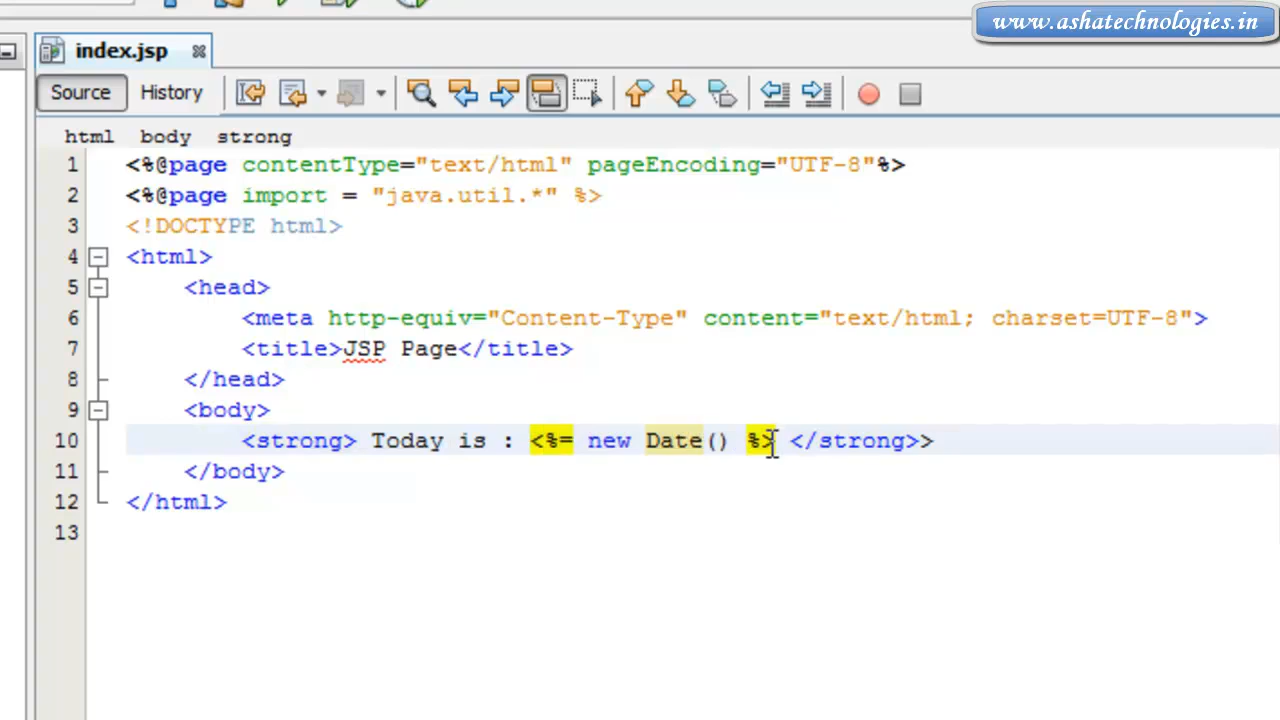 www.ashatechnologies.in
index.jsp
Source History
html body strong
1 <%@page contentType="text/html" pageEncoding="UTF-8"%>
2 <%@page import = "java.util.*" %>
3 <!DOCTYPE html>
4 <html>
5 <head>
6 <meta http-equiv="Content-Type" content="text/html; charset=UTF-8">
7 <title>JSP Page</title>
8 </head>
9 <body>
10 <strong> Today is : <%= new Date() %> </strong>>
11 </body>
12 </html>
13